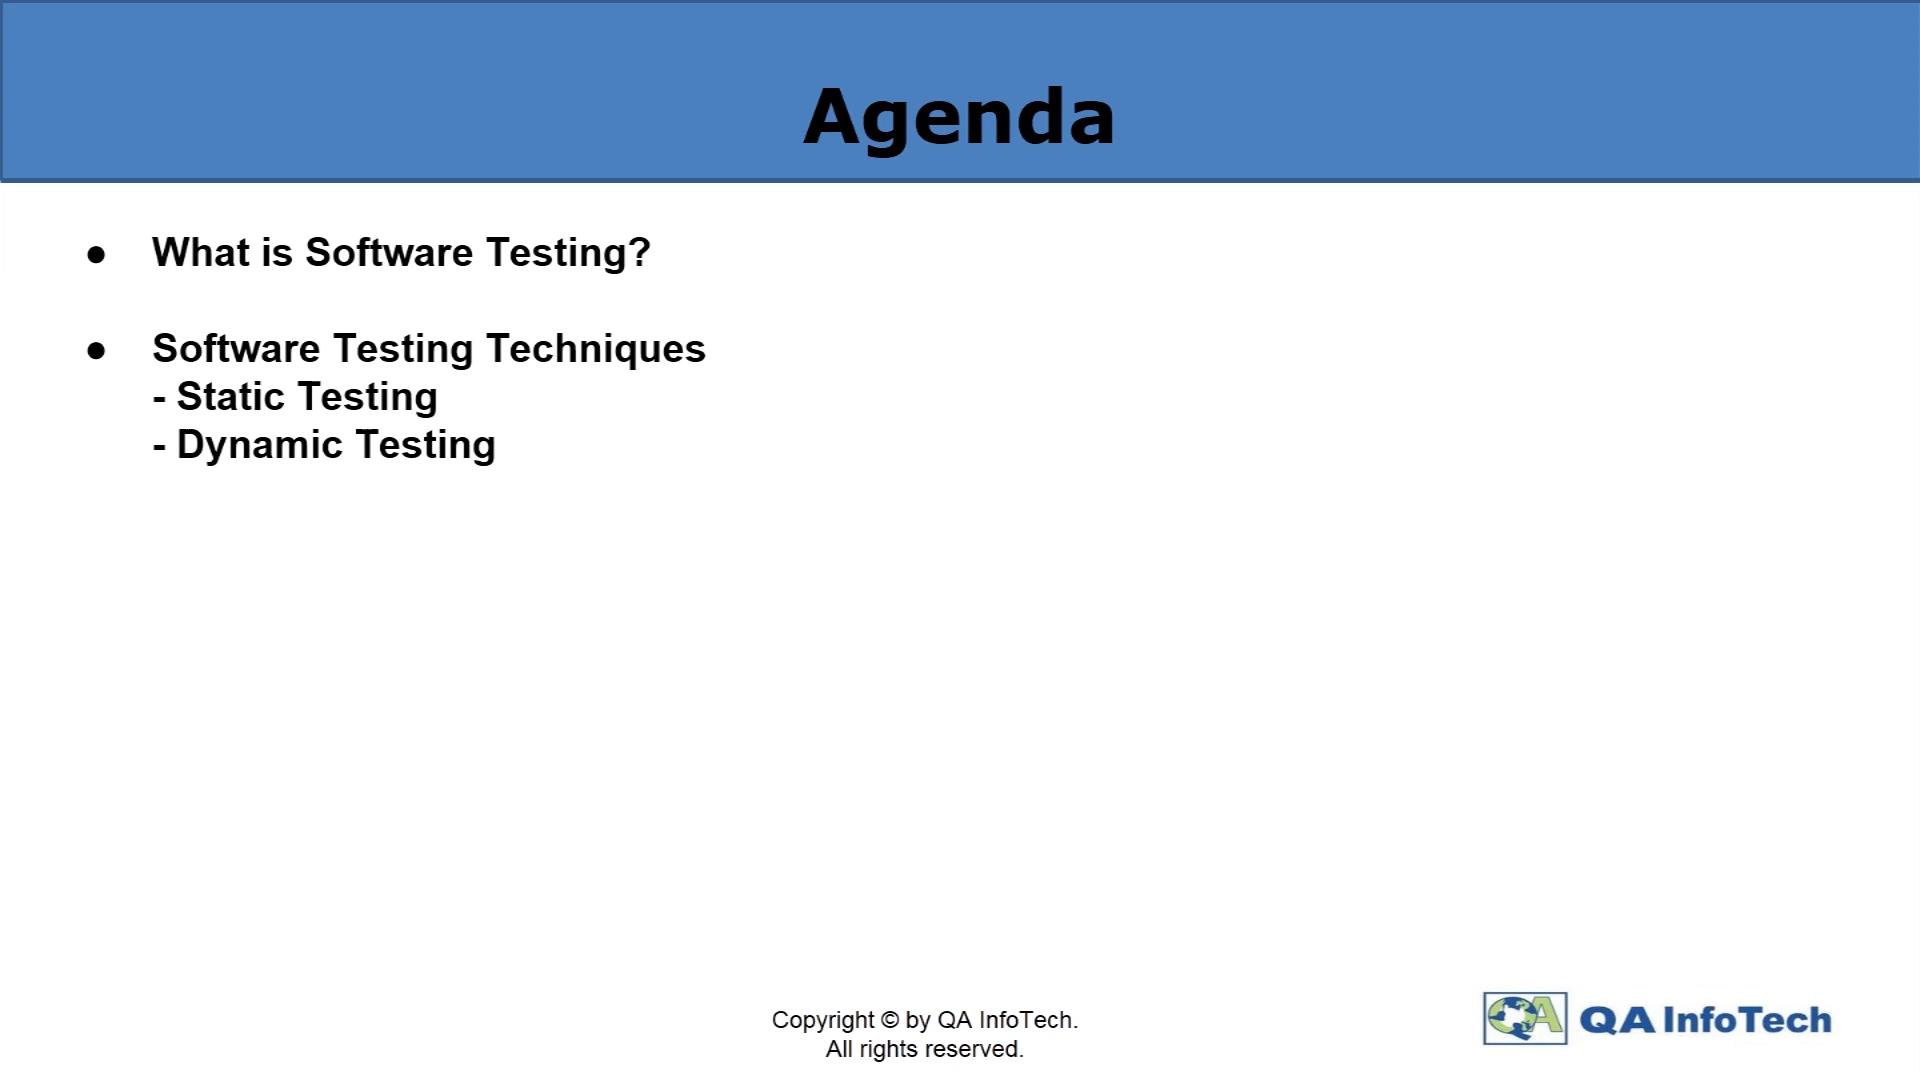 Agenda
● What is Software Testing?
● Software Testing Techniques
- Static Testing
- Dynamic Testing
Copyright © by QA InfoTech.
All rights reserved.
QA
QA InfoTech